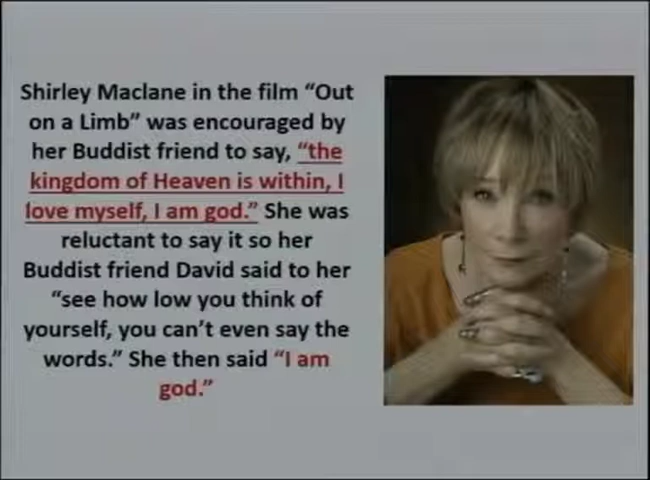 Shirley Maclane in the film “Out
on a Limb” was encouraged by
her Buddist friend to say, “the
kingdom of Heaven is within, I
love myself, I am god.” She was
reluctant to say it so her
Buddist friend David said to her
“see how low you think of
yourself, you can’t even say the
words.” She then said “I am
god.”